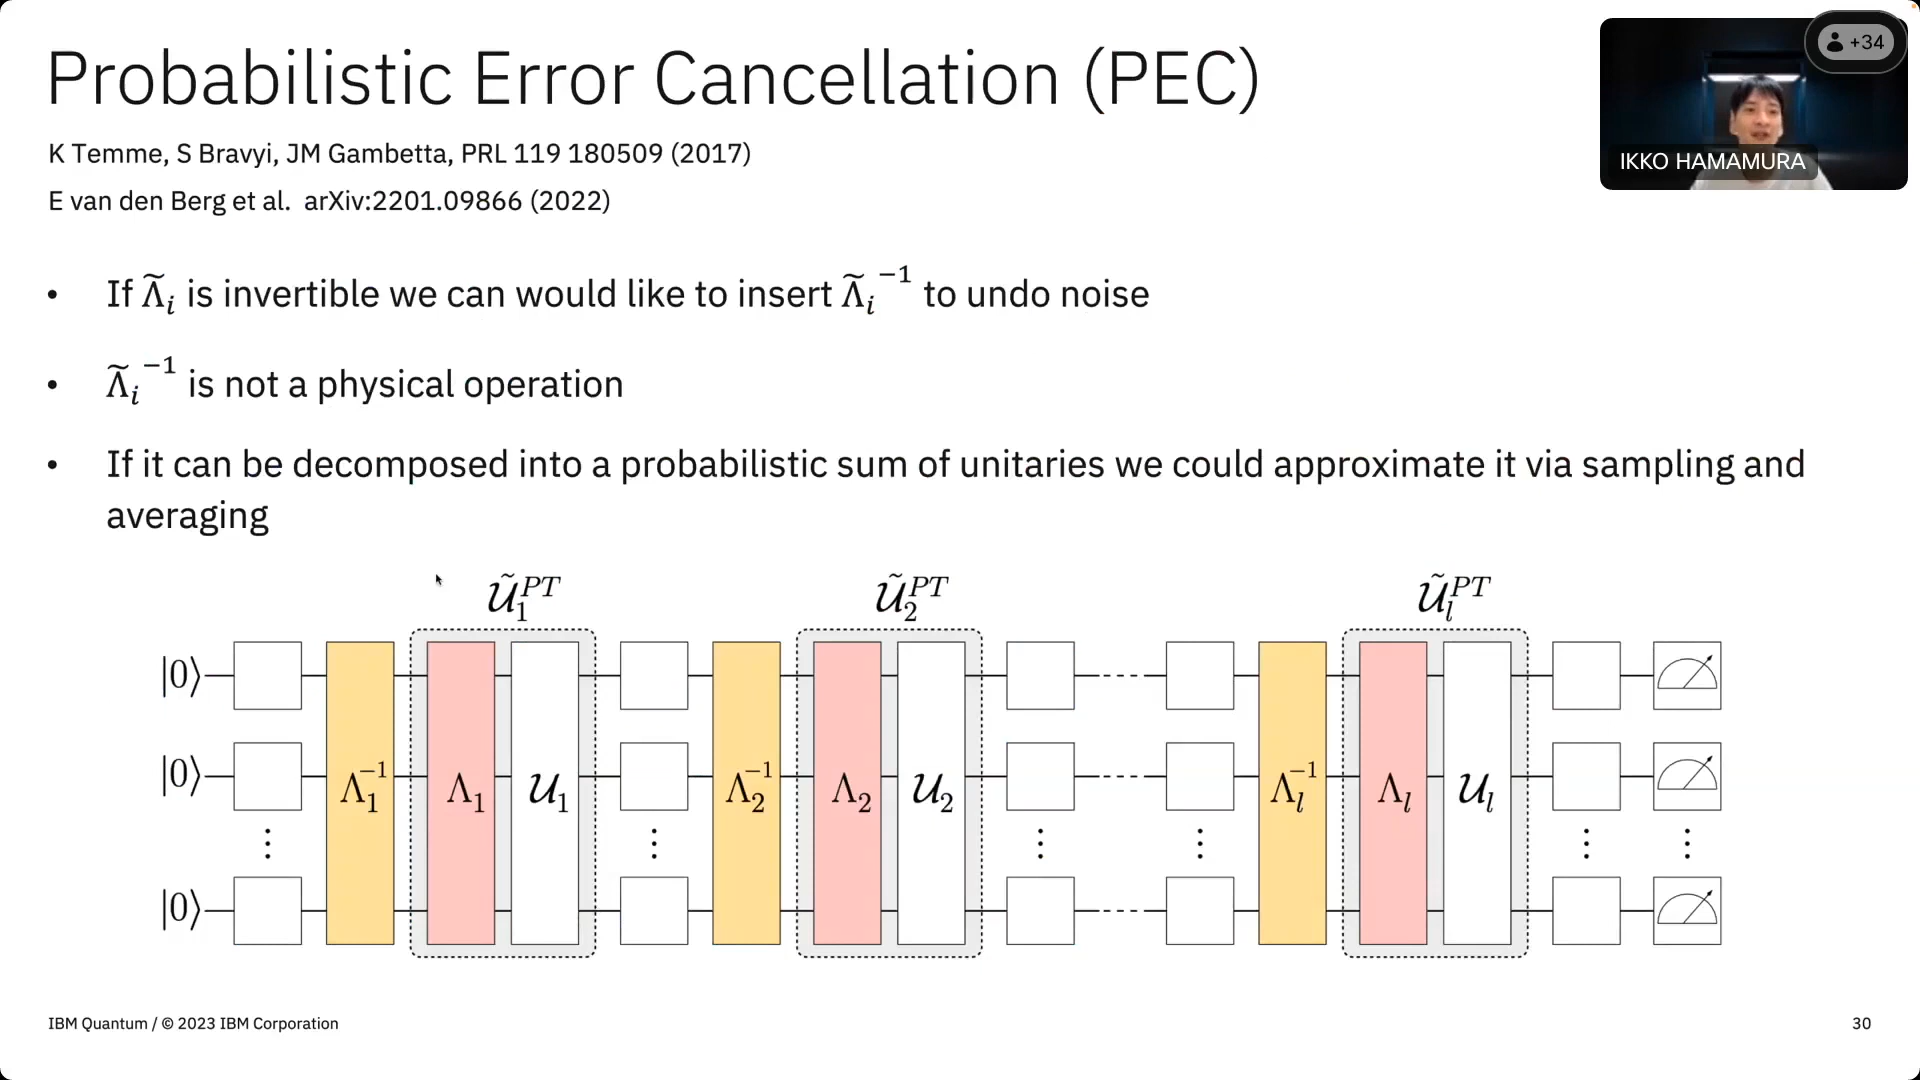 Probabilistic Error Cancellation (PEC)
+34
IKKO HAMAMURA
K Temme, S Bravyi, JM Gambetta, PRL 119 180509 (2017)
E van den Berg et al. arXiv:2201.09866 (2022)
• If Λ̃ᵢ is invertible we can would like to insert Λ̃ᵢ⁻¹ to undo noise
• Λ̃ᵢ⁻¹ is not a physical operation
• If it can be decomposed into a probabilistic sum of unitaries we could approximate it via sampling and
averaging
𝒰̃₁ᴾᵀ 𝒰̃₂ᴾᵀ 𝒰̃ₗᴾᵀ
|0⟩
|0⟩ Λ₁⁻¹ Λ₁ 𝒰₁ Λ₂⁻¹ Λ₂ 𝒰₂ Λₗ⁻¹ Λₗ 𝒰ₗ
|0⟩
IBM Quantum / © 2023 IBM Corporation
30